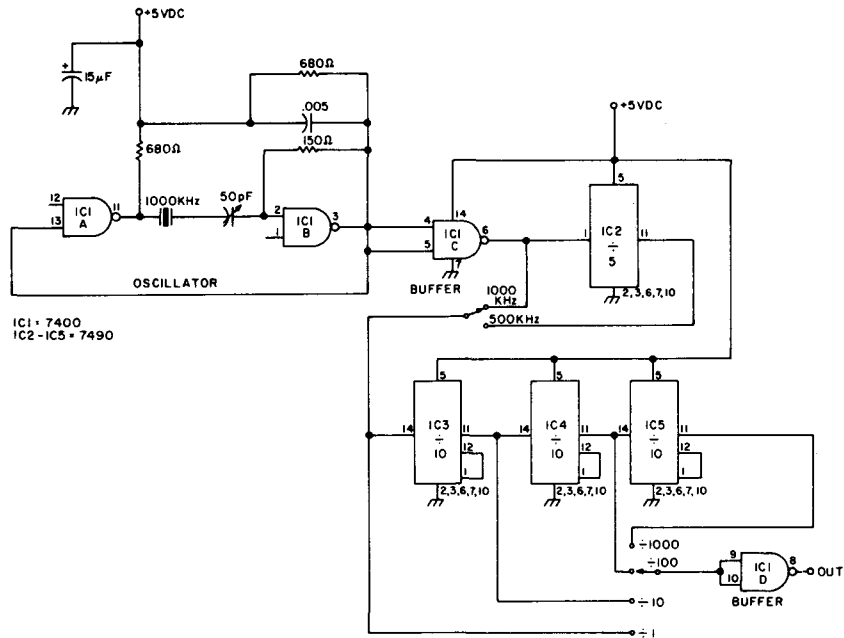 +5VDC
+
15µF
680Ω
.005
150Ω
680Ω
1000KHz
50pF
12
13
IC1
A
11
2
1
IC1
B
3
OSCILLATOR
4
5
14
IC1
C
6
7
BUFFER
+5VDC
5
1
IC2
÷
5
11
2,3,6,7,10
1000
KHz
500KHz
IC1 = 7400
IC2-IC5 = 7490
5
14
IC3
÷
10
11
12
1
2,3,6,7,10
5
14
IC4
÷
10
11
12
1
2,3,6,7,10
5
14
IC5
÷
10
11
12
1
2,3,6,7,10
÷1000
÷100
÷10
÷1
9
10
IC1
D
8
OUT
BUFFER